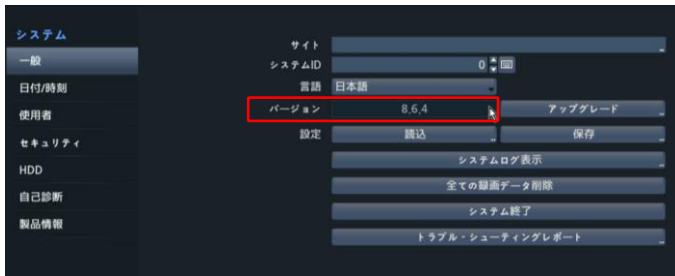 システム
一般
日付/時刻
使用者
セキュリティ
HDD
自己診断
製品情報
サイト
システムID 0
言語 日本語
バージョン 8,6,4 アップグレード
設定 読込 保存
システムログ表示
全ての録画データ削除
システム終了
トラブル・シューティングレポート